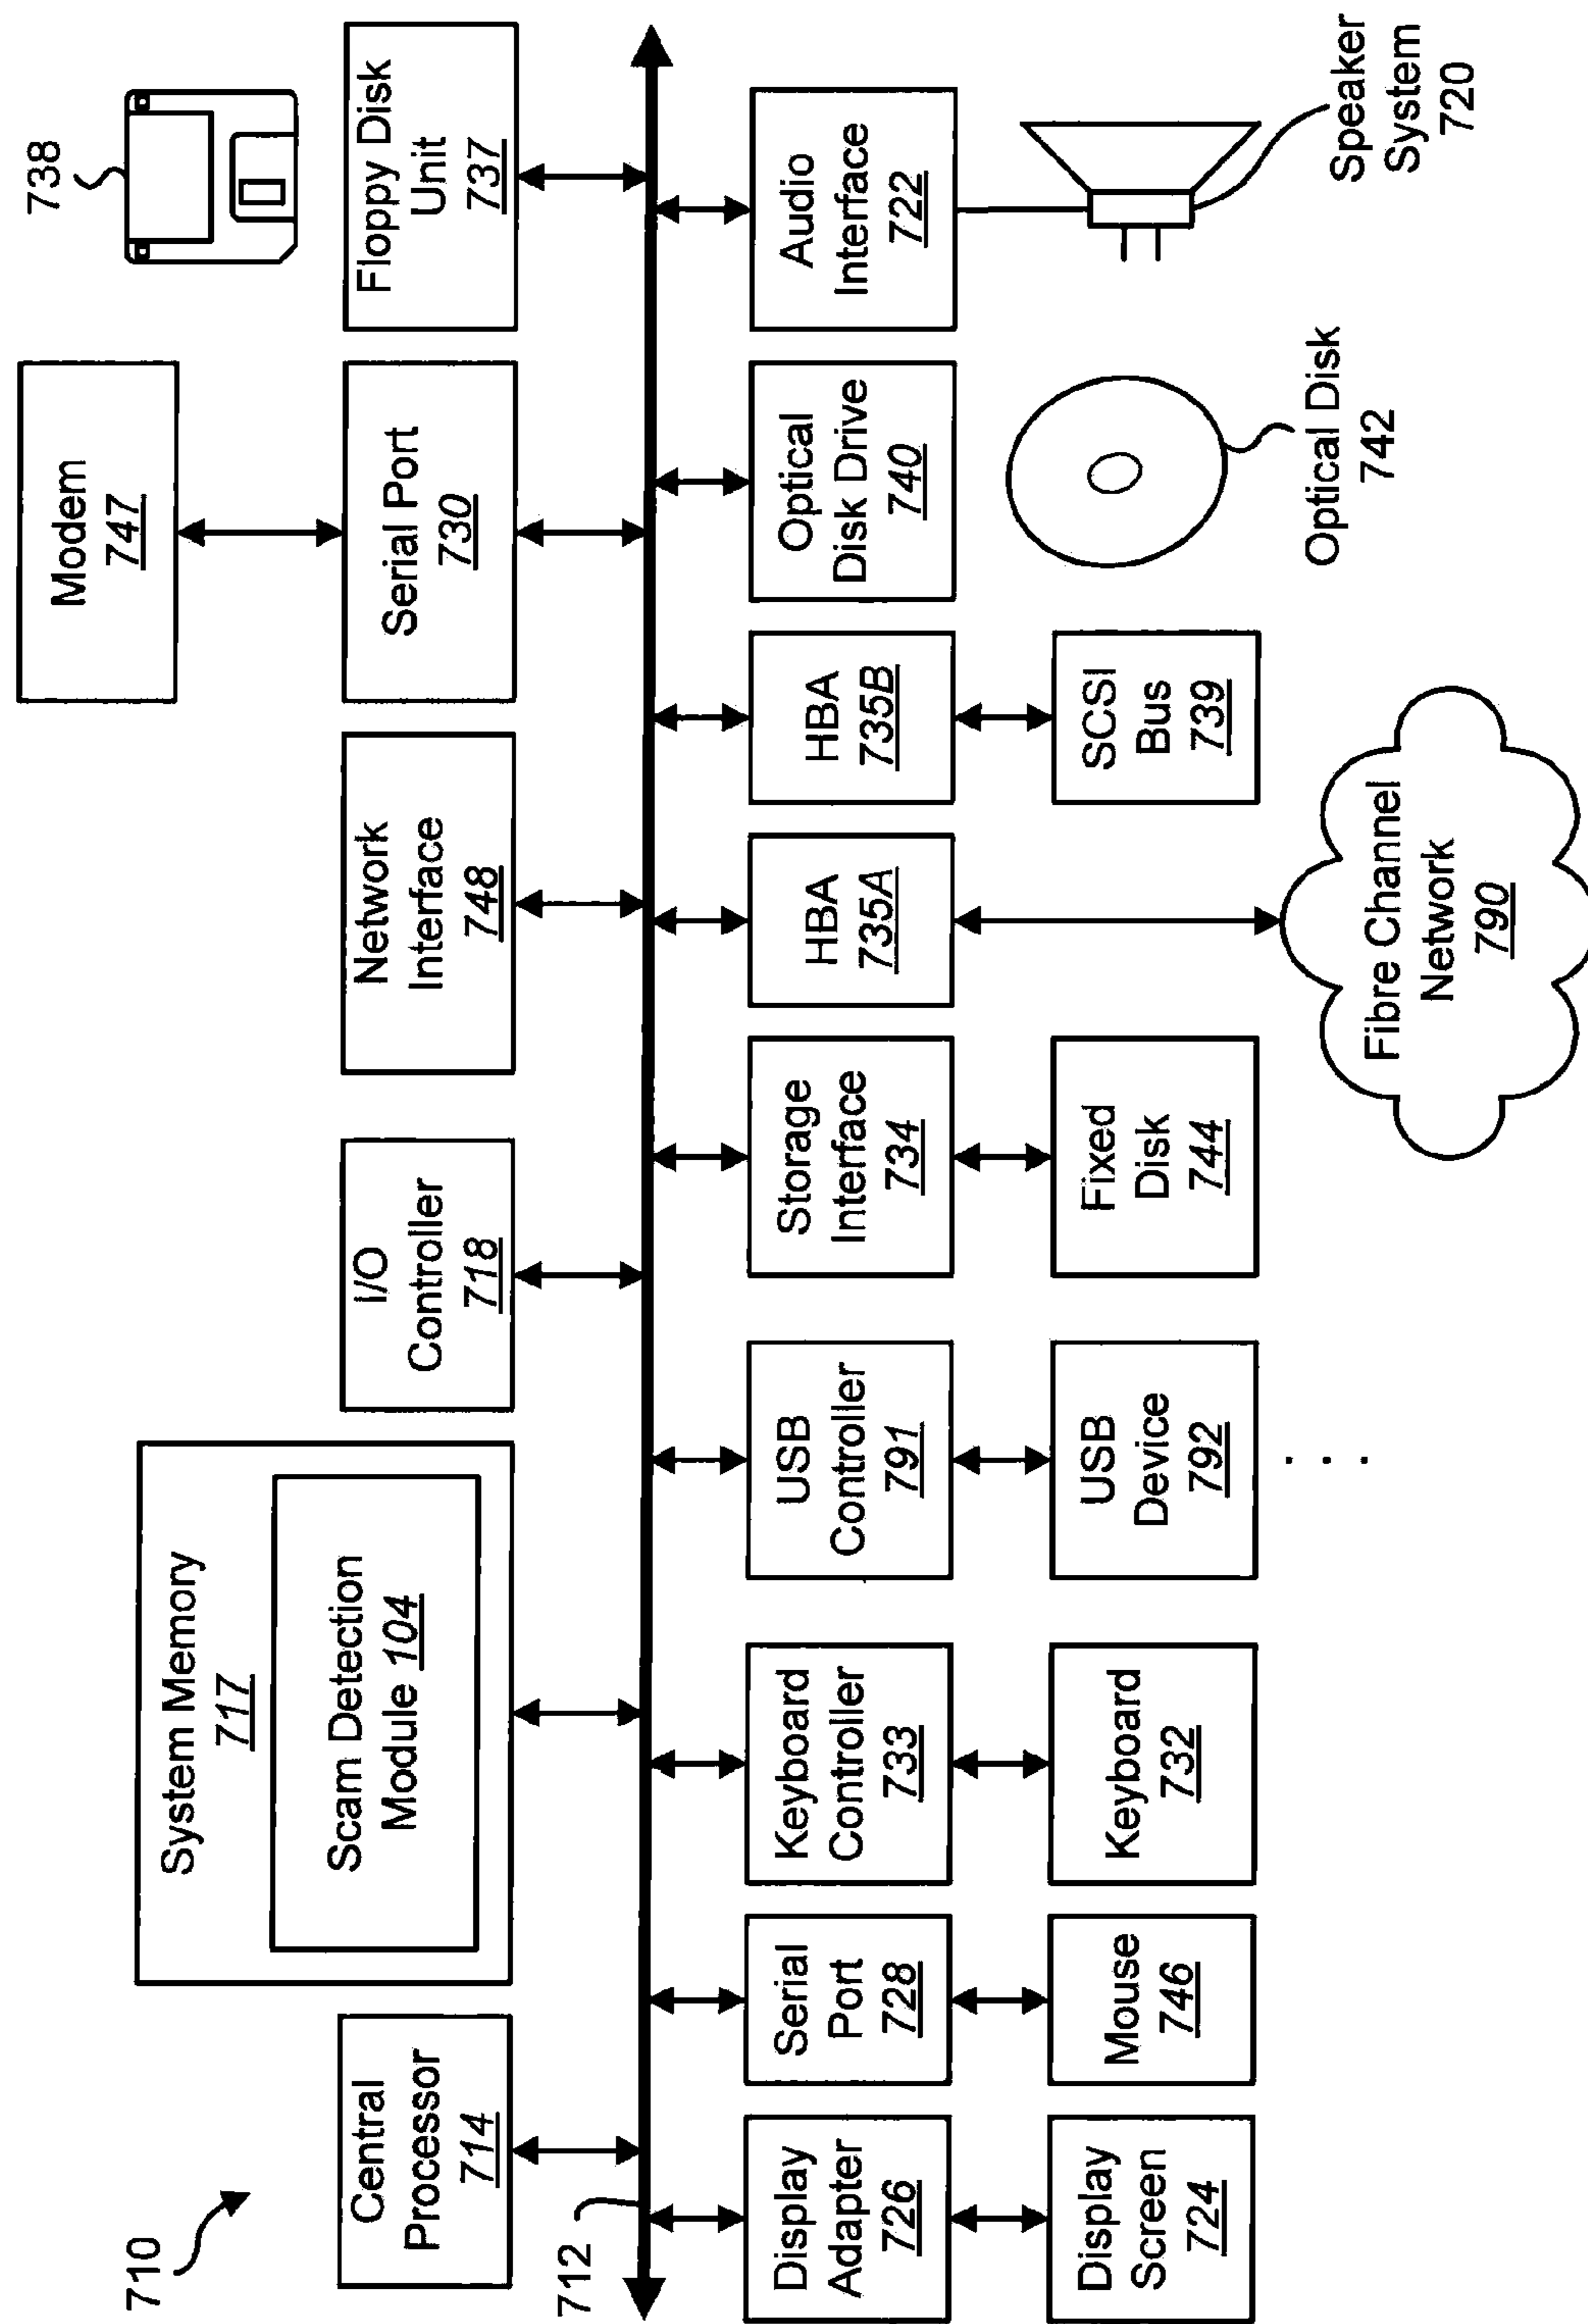 710
712
Central
Processor
714
System Memory
717
Scam Detection
Module 104
I/O
Controller
718
Network
Interface
748
Modem
747
Serial Port
730
738
Floppy Disk
Unit
737
Display
Adapter
726
Display
Screen
724
Serial
Port
728
Mouse
746
Keyboard
Controller
733
Keyboard
732
USB
Controller
791
USB
Device
792
. . .
Storage
Interface
734
Fixed
Disk
744
HBA
735A
Fibre Channel
Network
790
HBA
735B
SCSI
Bus
739
Optical
Disk Drive
740
Optical Disk
742
Audio
Interface
722
Speaker
System
720